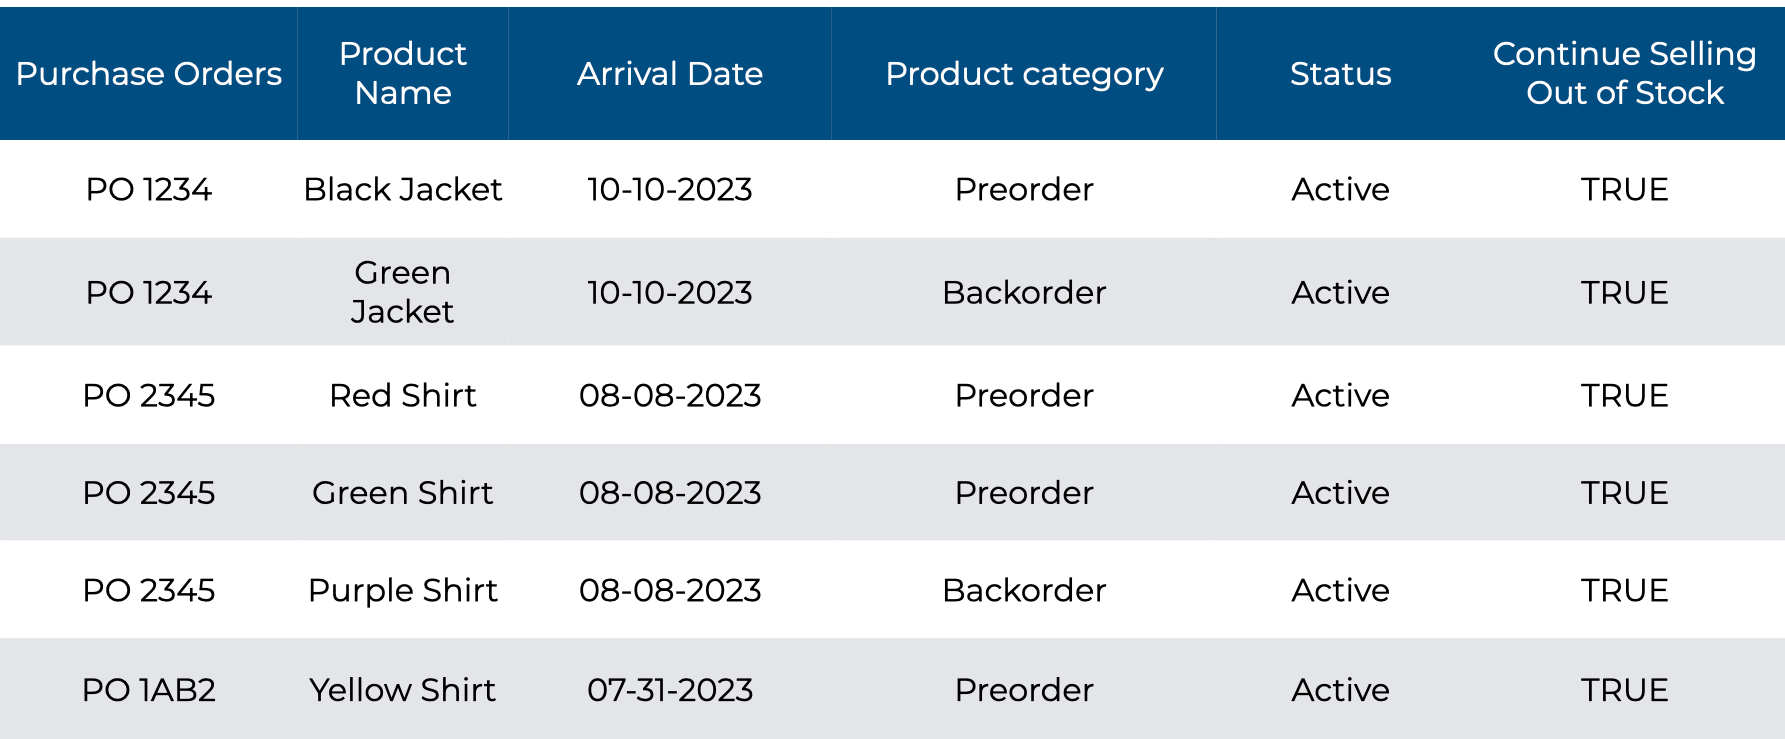 Purchase Orders Product Name Arrival Date Product category Status Continue Selling Out of Stock
PO 1234 Black Jacket 10-10-2023 Preorder Active TRUE
PO 1234 Green Jacket 10-10-2023 Backorder Active TRUE
PO 2345 Red Shirt 08-08-2023 Preorder Active TRUE
PO 2345 Green Shirt 08-08-2023 Preorder Active TRUE
PO 2345 Purple Shirt 08-08-2023 Backorder Active TRUE
PO 1AB2 Yellow Shirt 07-31-2023 Preorder Active TRUE